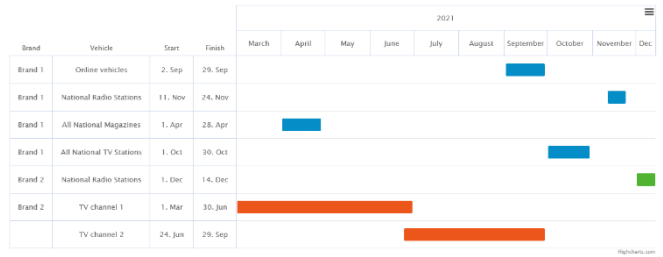 2021
Brand Vehicle Start Finish March April May June July August September October November Dec
Brand 1 Online vehicles 2. Sep 29. Sep
Brand 1 National Radio Stations 11. Nov 24. Nov
Brand 1 All National Magazines 1. Apr 28. Apr
Brand 1 All National TV Stations 1. Oct 30. Oct
Brand 2 National Radio Stations 1. Dec 14. Dec
Brand 2 TV channel 1 1. Mar 30. Jun
TV channel 2 24. Jun 29. Sep
Highcharts.com